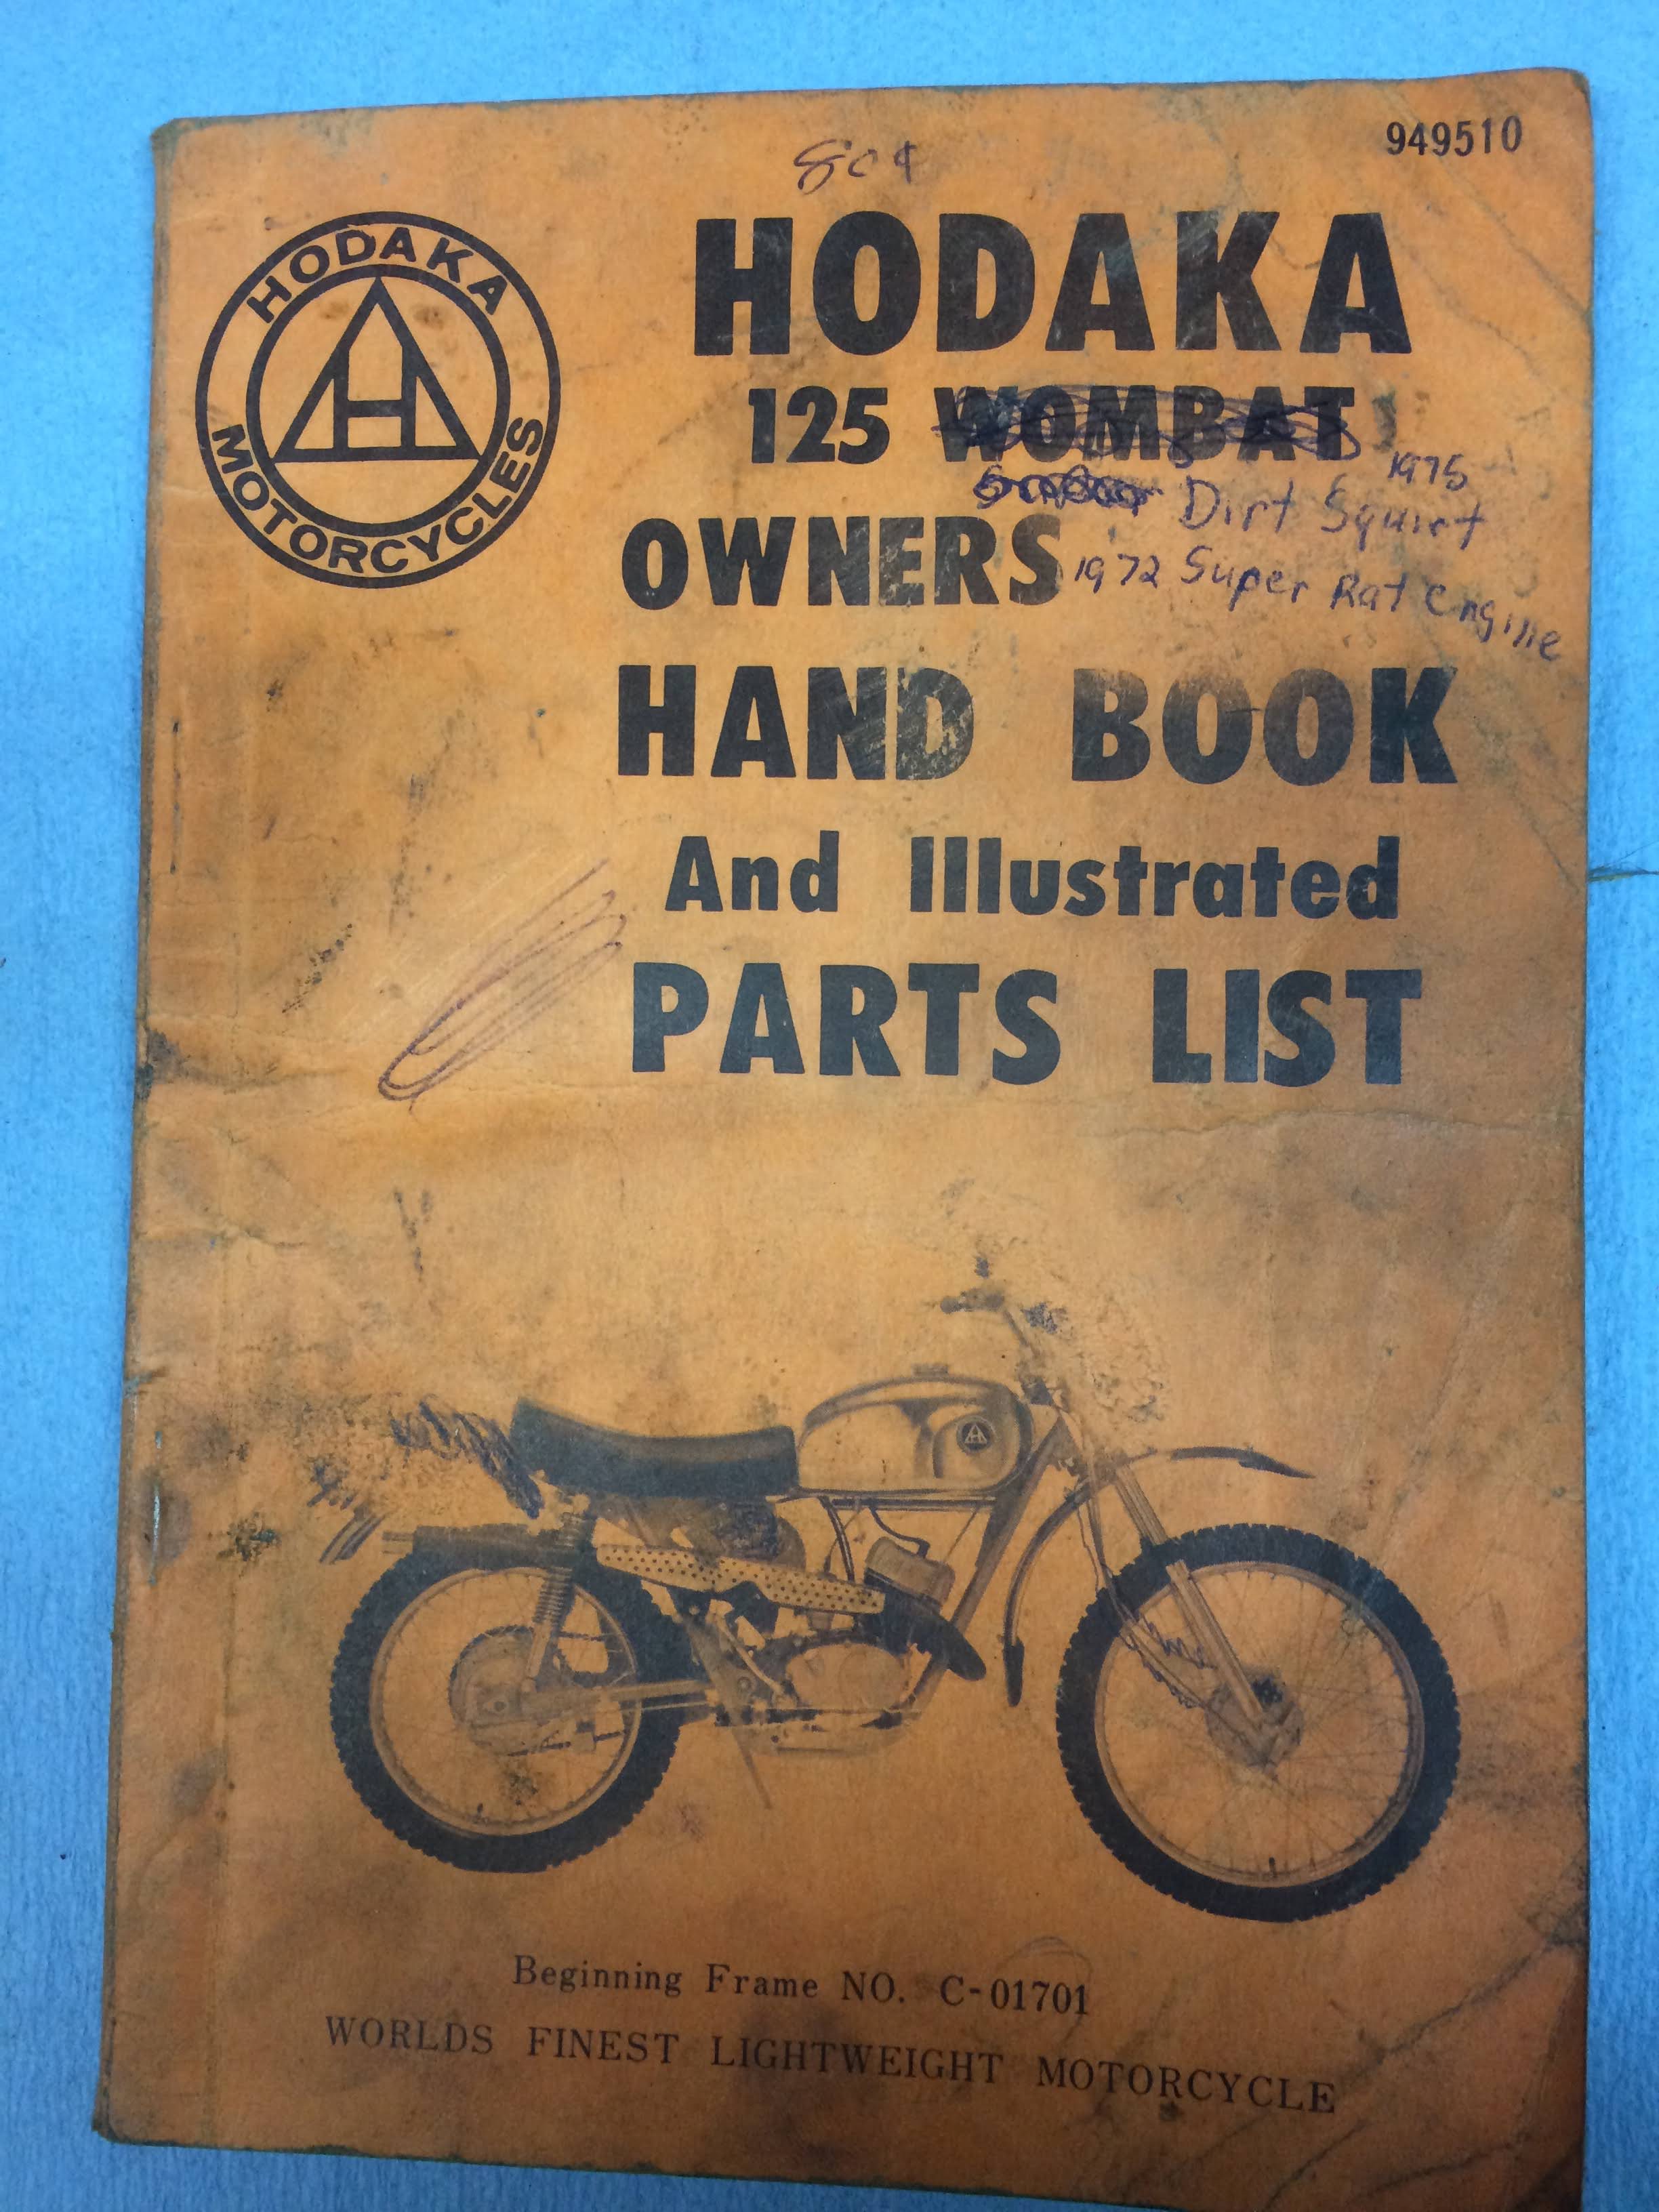 949510
80¢
HODAKA
MOTORCYCLES
H
HODAKA
125 WOMBAT
1975
Dirt Squirt
OWNERS 1972 Super Rat Engine
HAND BOOK
And Illustrated
PARTS LIST
Beginning Frame NO. C-01701
WORLDS FINEST LIGHTWEIGHT MOTORCYCLE